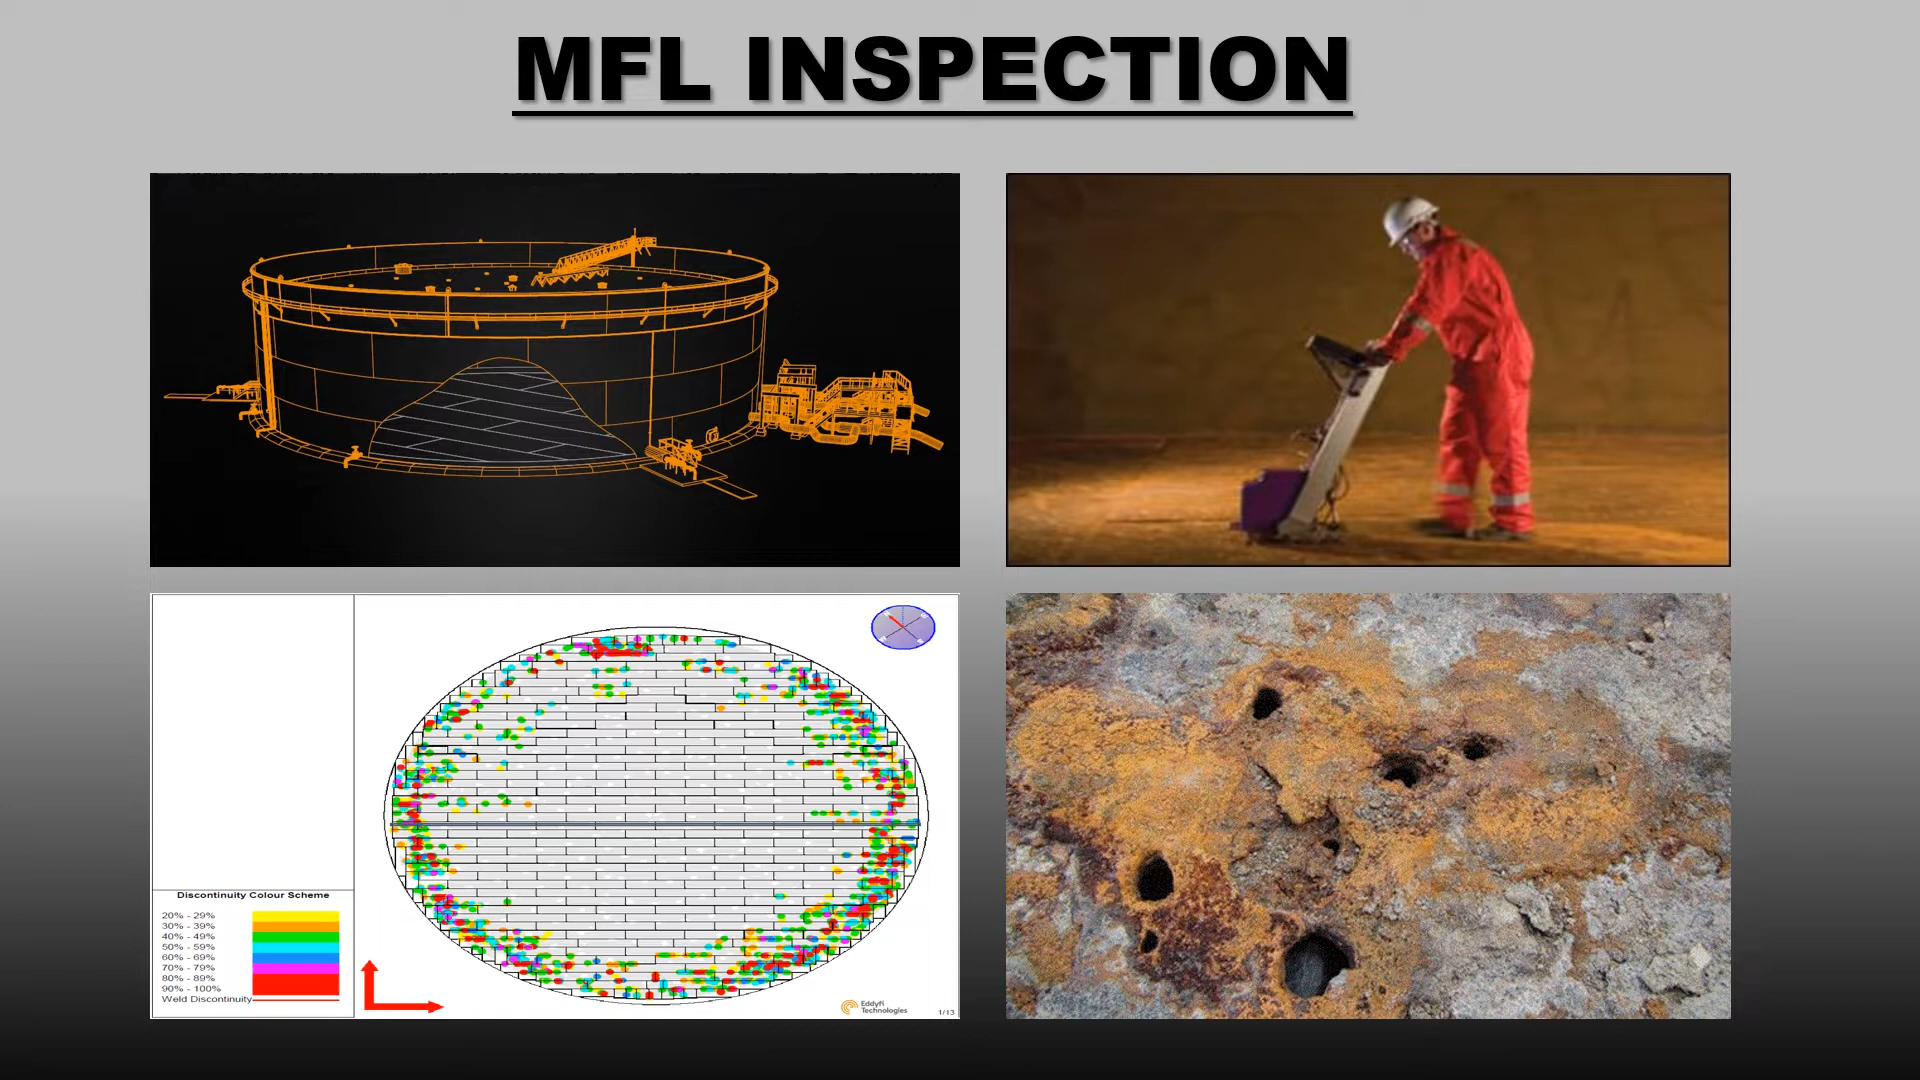 MFL INSPECTION
Discontinuity Colour Scheme
20% - 29%
30% - 39%
40% - 49%
50% - 59%
60% - 69%
70% - 79%
80% - 89%
90% - 100%
Weld Discontinuity
Eddyfi
Technologies
1/13